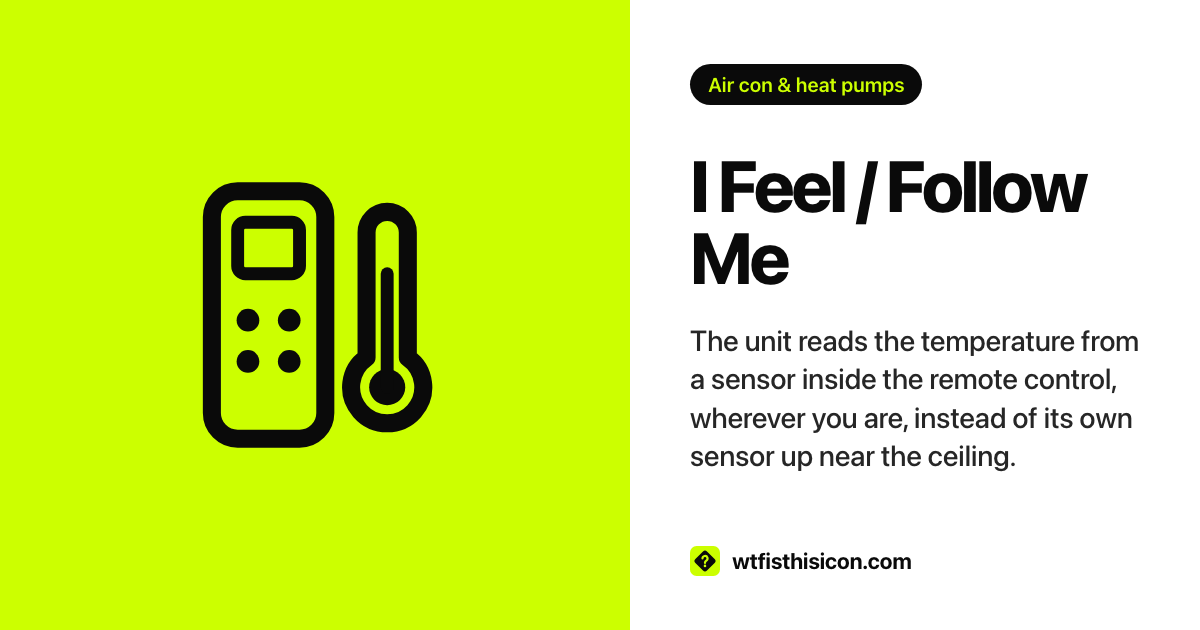 Air con & heat pumps
I Feel / Follow
Me
The unit reads the temperature from
a sensor inside the remote control,
wherever you are, instead of its own
sensor up near the ceiling.
?
wtfisthisicon.com